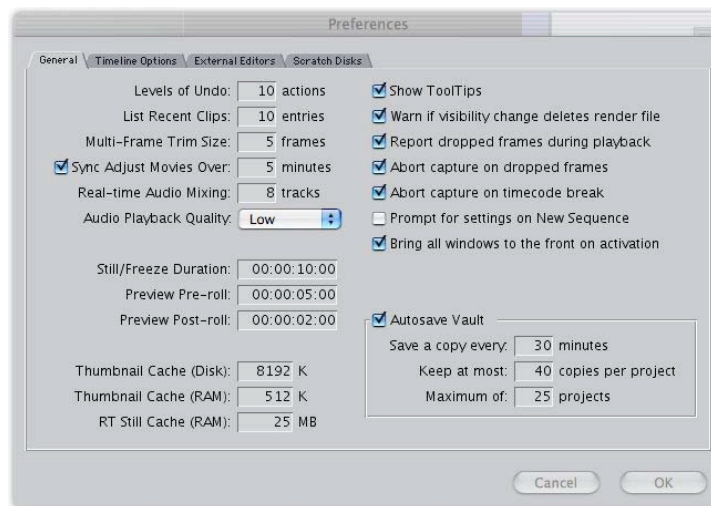 Preferences
General
Timeline Options
External Editors
Scratch Disks
Levels of Undo: 10 actions
List Recent Clips: 10 entries
Multi-Frame Trim Size: 5 frames
Sync Adjust Movies Over: 5 minutes
Real-time Audio Mixing: 8 tracks
Audio Playback Quality: Low
Still/Freeze Duration: 00:00:10:00
Preview Pre-roll: 00:00:05:00
Preview Post-roll: 00:00:02:00
Thumbnail Cache (Disk): 8192 K
Thumbnail Cache (RAM): 512 K
RT Still Cache (RAM): 25 MB
Show ToolTips
Warn if visibility change deletes render file
Report dropped frames during playback
Abort capture on dropped frames
Abort capture on timecode break
Prompt for settings on New Sequence
Bring all windows to the front on activation
Autosave Vault
Save a copy every: 30 minutes
Keep at most: 40 copies per project
Maximum of: 25 projects
Cancel
OK